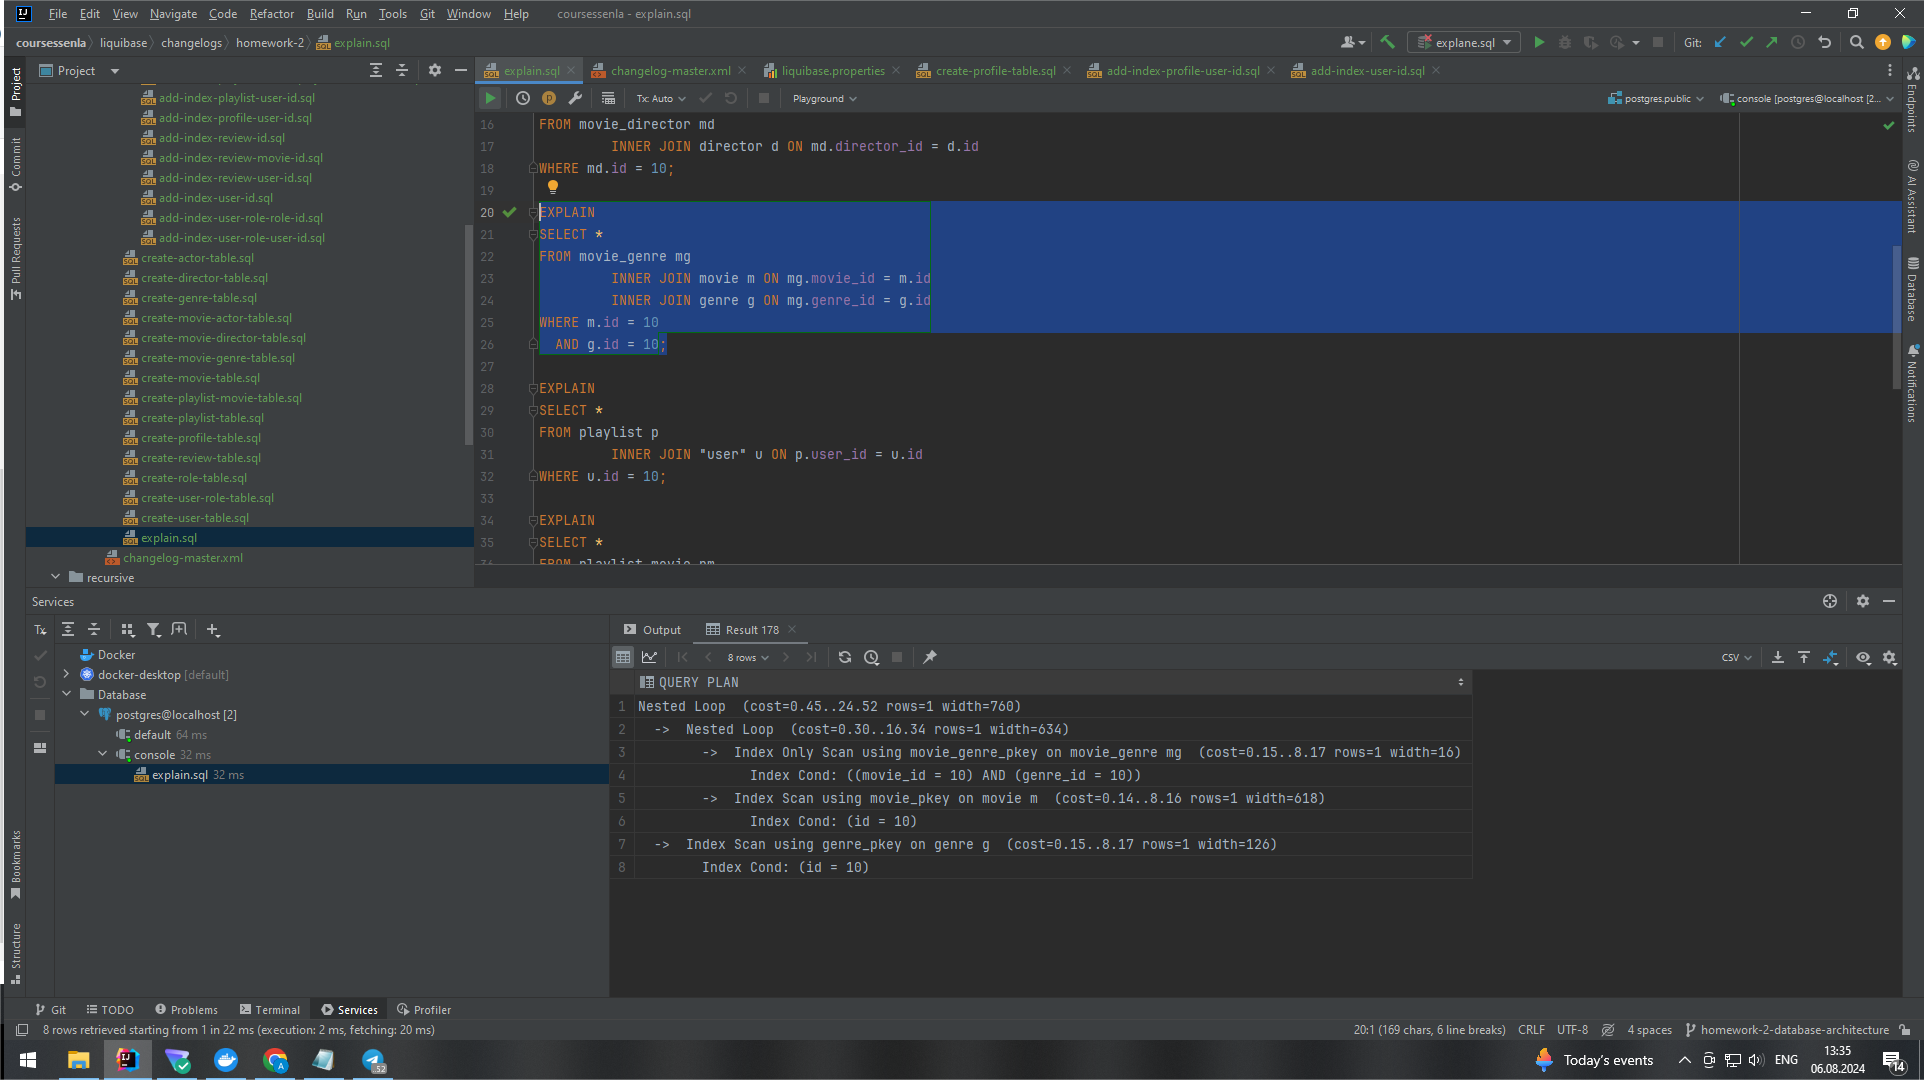 File Edit View Navigate Code Refactor Build Run Tools Git Window Help coursessenla - explain.sql
coursessenla liquibase changelogs homework-2 explain.sql
explane.sql Git:
Project
explain.sql changelog-master.xml liquibase.properties create-profile-table.sql add-index-profile-user-id.sql add-index-user-id.sql
Tx: Auto Playground postgres.public console [postgres@localhost [2...
add-index-playlist-user-id.sql
add-index-profile-user-id.sql
add-index-review-id.sql
add-index-review-movie-id.sql
add-index-review-user-id.sql
add-index-user-id.sql
add-index-user-role-role-id.sql
add-index-user-role-user-id.sql
create-actor-table.sql
create-director-table.sql
create-genre-table.sql
create-movie-actor-table.sql
create-movie-director-table.sql
create-movie-genre-table.sql
create-movie-table.sql
create-playlist-movie-table.sql
create-playlist-table.sql
create-profile-table.sql
create-review-table.sql
create-role-table.sql
create-user-role-table.sql
create-user-table.sql
explain.sql
changelog-master.xml
recursive
16 FROM movie_director md
17 INNER JOIN director d ON md.director_id = d.id
18 WHERE md.id = 10;
19
20 EXPLAIN
21 SELECT *
22 FROM movie_genre mg
23 INNER JOIN movie m ON mg.movie_id = m.id
24 INNER JOIN genre g ON mg.genre_id = g.id
25 WHERE m.id = 10
26 AND g.id = 10;
27
28 EXPLAIN
29 SELECT *
30 FROM playlist p
31 INNER JOIN "user" u ON p.user_id = u.id
32 WHERE u.id = 10;
33
34 EXPLAIN
35 SELECT *
36 FROM playlist_movie pm
Project
Commit
Pull Requests
Bookmarks
Structure
Endpoints
AI Assistant
Database
Notifications
Services
Tx
Docker
docker-desktop [default]
Database
postgres@localhost [2]
default 64 ms
console 32 ms
explain.sql 32 ms
Output Result 178
8 rows CSV
QUERY PLAN
1 Nested Loop (cost=0.45..24.52 rows=1 width=760)
2 -> Nested Loop (cost=0.30..16.34 rows=1 width=634)
3 -> Index Only Scan using movie_genre_pkey on movie_genre mg (cost=0.15..8.17 rows=1 width=16)
4 Index Cond: ((movie_id = 10) AND (genre_id = 10))
5 -> Index Scan using movie_pkey on movie m (cost=0.14..8.16 rows=1 width=618)
6 Index Cond: (id = 10)
7 -> Index Scan using genre_pkey on genre g (cost=0.15..8.17 rows=1 width=126)
8 Index Cond: (id = 10)
Git TODO Problems Terminal Services Profiler
8 rows retrieved starting from 1 in 22 ms (execution: 2 ms, fetching: 20 ms) 20:1 (169 chars, 6 line breaks) CRLF UTF-8 4 spaces homework-2-database-architecture
Today's events ENG 13:35
06.08.2024 14